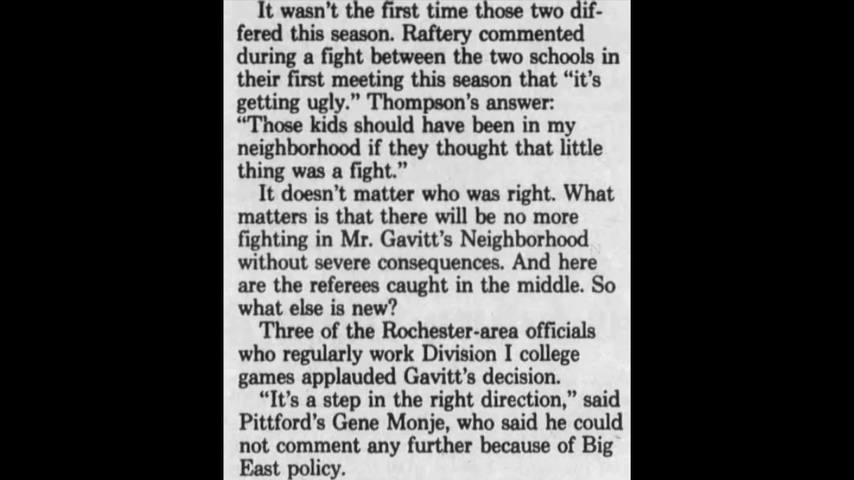 It wasn't the first time those two dif-
fered this season. Raftery commented
during a fight between the two schools in
their first meeting this season that “it's
getting ugly.” Thompson's answer:
“Those kids should have been in my
neighborhood if they thought that little
thing was a fight.”
It doesn't matter who was right. What
matters is that there will be no more
fighting in Mr. Gavitt's Neighborhood
without severe consequences. And here
are the referees caught in the middle. So
what else is new?
Three of the Rochester-area officials
who regularly work Division I college
games applauded Gavitt's decision.
“It's a step in the right direction,” said
Pittford's Gene Monje, who said he could
not comment any further because of Big
East policy.